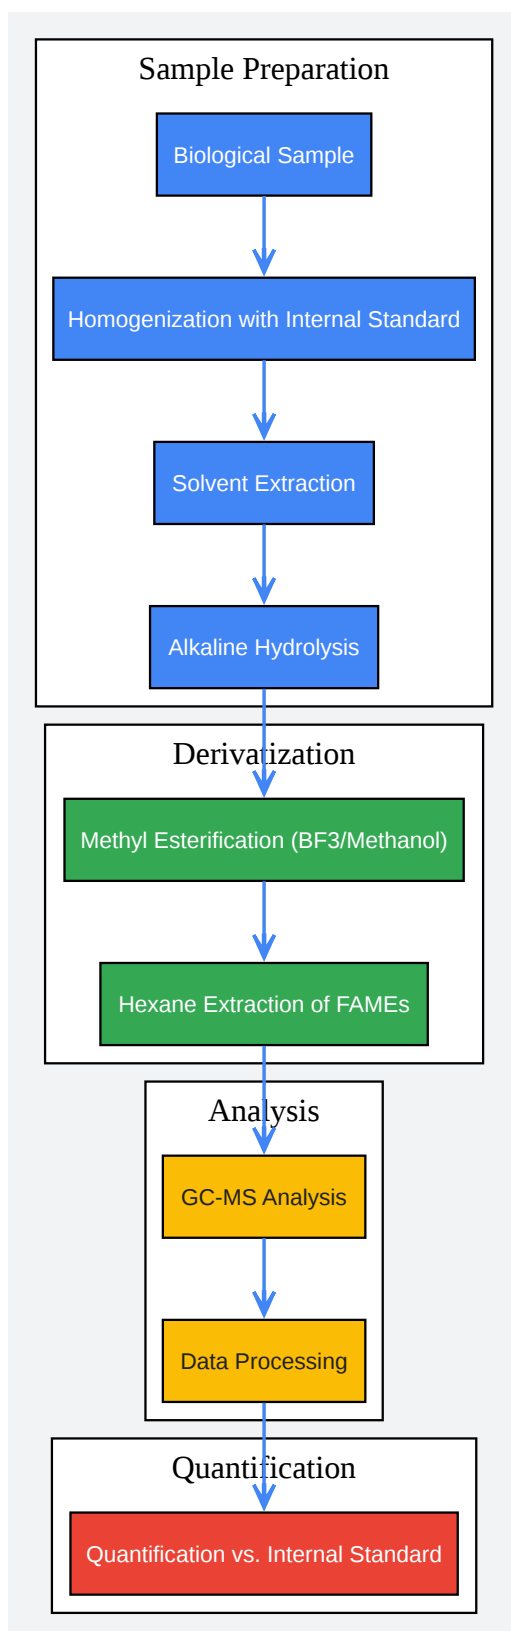 Sample Preparation
Biological Sample
Homogenization with Internal Standard
Solvent Extraction
Alkaline Hydrolysis
Derivatization
Methyl Esterification (BF3/Methanol)
Hexane Extraction of FAMEs
Analysis
GC-MS Analysis
Data Processing
Quantification
Quantification vs. Internal Standard